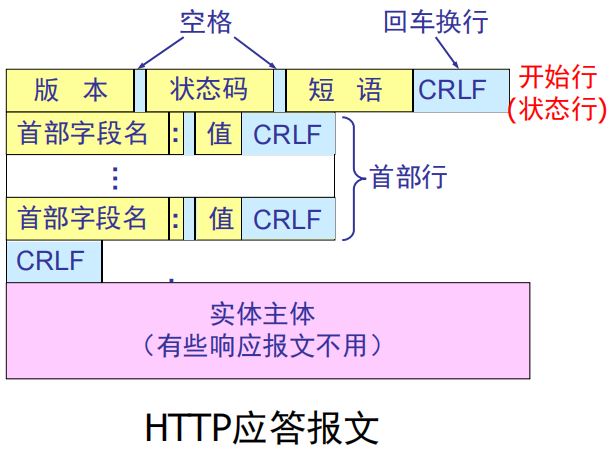 空格 回车换行
版 本 状态码 短 语 CRLF 开始行
(状态行)
首部字段名 : 值 CRLF
⋮ 首部行
首部字段名 : 值 CRLF
CRLF
实体主体
（有些响应报文不用）
HTTP应答报文